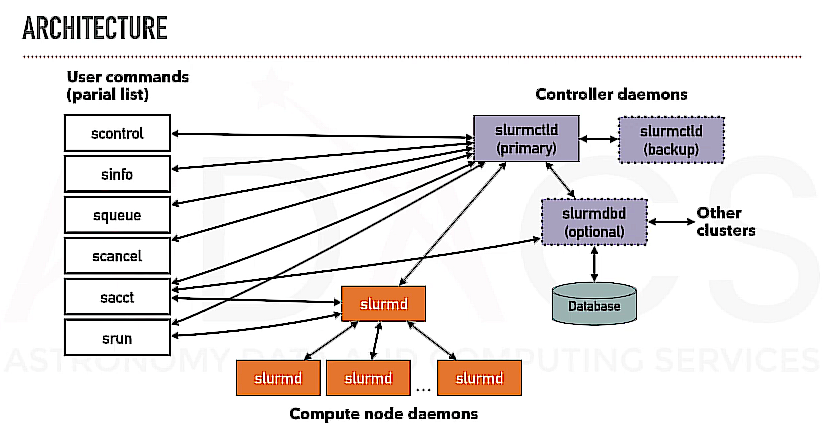 ARCHITECTURE
User commands
(parial list)
Controller daemons
scontrol
sinfo
squeue
scancel
sacct
srun
slurmctld
(primary)
slurmctld
(backup)
slurmdbd
(optional)
Other
clusters
Database
slurmd
slurmd
slurmd
...
slurmd
Compute node daemons
ADACS
ASTRONOMY DATA AND COMPUTING SERVICES